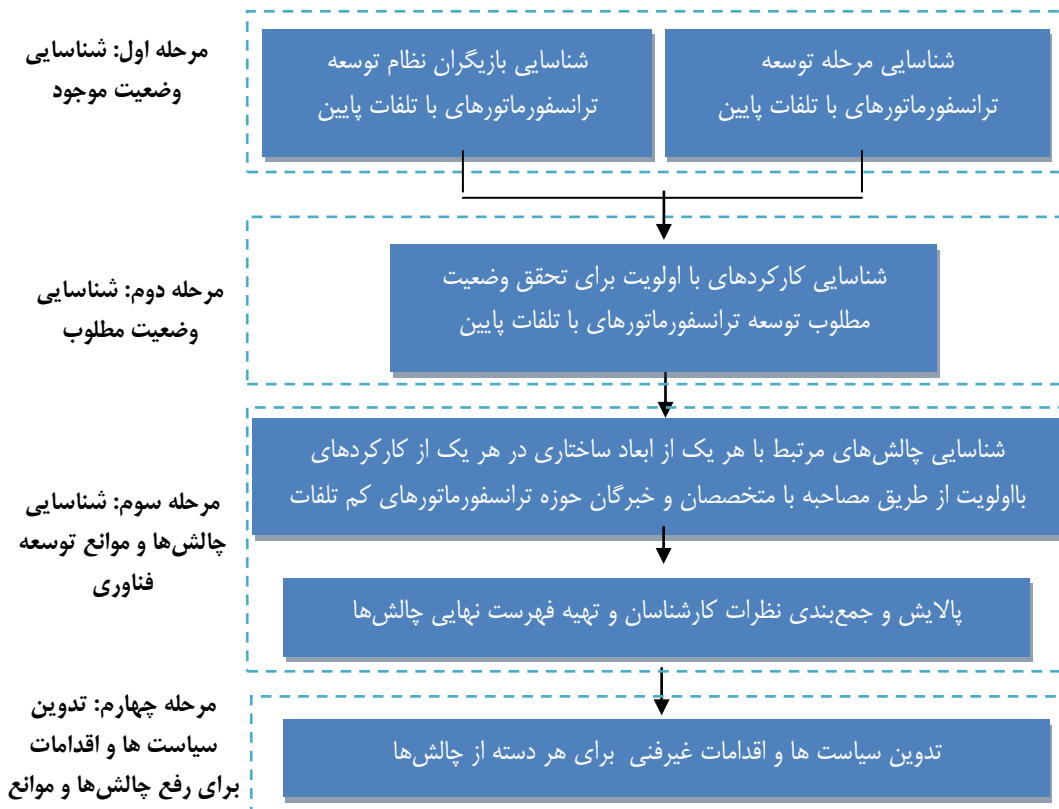 مرحله اول: شناسایی
وضعیت موجود
شناسایی مرحله توسعه
ترانسفورماتورهای با تلفات پایین
شناسایی بازیگران نظام توسعه
ترانسفورماتورهای با تلفات پایین
مرحله دوم: شناسایی
وضعیت مطلوب
شناسایی کارکردهای با اولویت برای تحقق وضعیت
مطلوب توسعه ترانسفورماتورهای با تلفات پایین
مرحله سوم: شناسایی
چالش‌ها و موانع توسعه
فناوری
شناسایی چالش‌های مرتبط با هر یک از ابعاد ساختاری در هر یک از کارکردهای
بااولویت از طریق مصاحبه با متخصصان و خبرگان حوزه ترانسفورماتورهای کم تلفات
پالایش و جمع‌بندی نظرات کارشناسان و تهیه فهرست نهایی چالش‌ها
مرحله چهارم: تدوین
سیاست ها و اقدامات
برای رفع چالش‌ها و موانع
تدوین سیاست ها و اقدامات غیرفنی برای هر دسته از چالش‌ها